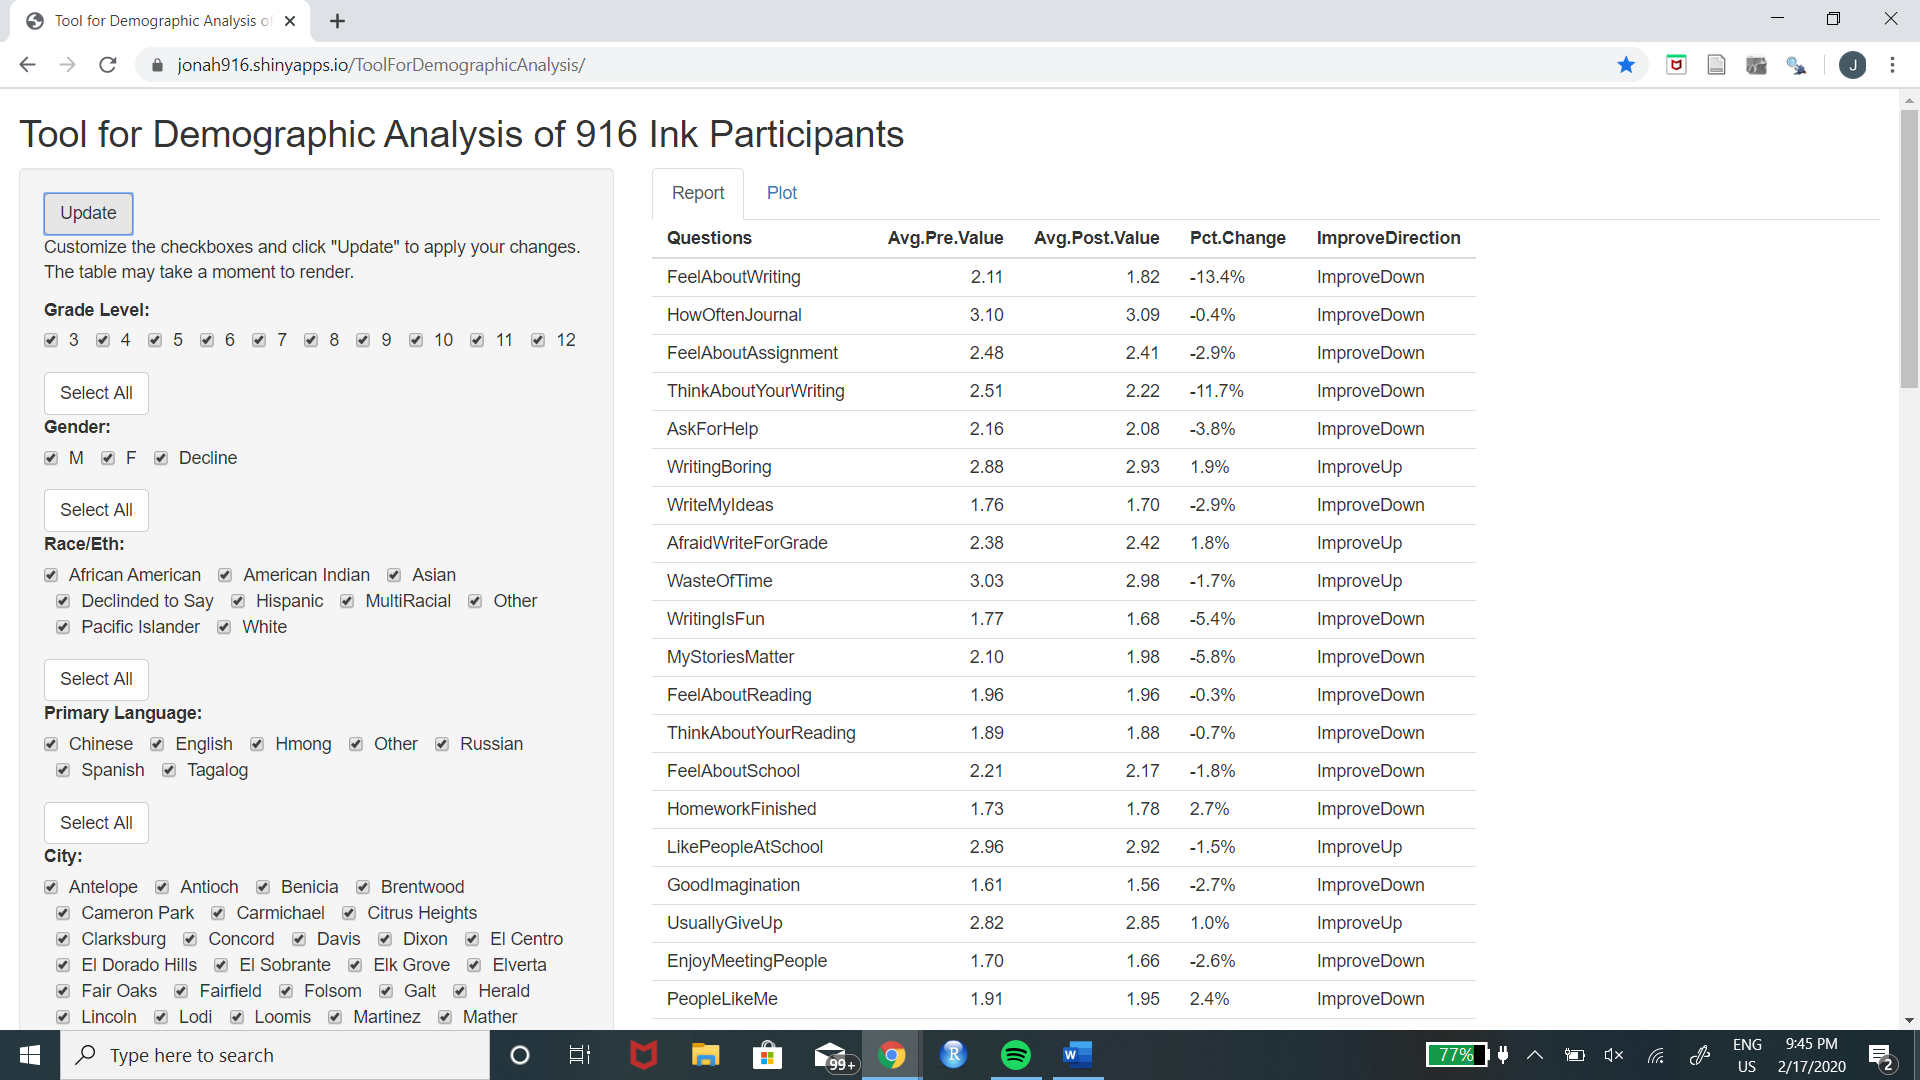 Tool for Demographic Analysis of
jonah916.shinyapps.io/ToolForDemographicAnalysis/
J
Tool for Demographic Analysis of 916 Ink Participants
Update
Customize the checkboxes and click "Update" to apply your changes.
The table may take a moment to render.
Grade Level:
3 4 5 6 7 8 9 10 11 12
Select All
Gender:
M F Decline
Select All
Race/Eth:
African American American Indian Asian
Declinded to Say Hispanic MultiRacial Other
Pacific Islander White
Select All
Primary Language:
Chinese English Hmong Other Russian
Spanish Tagalog
Select All
City:
Antelope Antioch Benicia Brentwood
Cameron Park Carmichael Citrus Heights
Clarksburg Concord Davis Dixon El Centro
El Dorado Hills El Sobrante Elk Grove Elverta
Fair Oaks Fairfield Folsom Galt Herald
Lincoln Lodi Loomis Martinez Mather
Report Plot
Questions Avg.Pre.Value Avg.Post.Value Pct.Change ImproveDirection
FeelAboutWriting 2.11 1.82 -13.4% ImproveDown
HowOftenJournal 3.10 3.09 -0.4% ImproveDown
FeelAboutAssignment 2.48 2.41 -2.9% ImproveDown
ThinkAboutYourWriting 2.51 2.22 -11.7% ImproveDown
AskForHelp 2.16 2.08 -3.8% ImproveDown
WritingBoring 2.88 2.93 1.9% ImproveUp
WriteMyIdeas 1.76 1.70 -2.9% ImproveDown
AfraidWriteForGrade 2.38 2.42 1.8% ImproveUp
WasteOfTime 3.03 2.98 -1.7% ImproveUp
WritingIsFun 1.77 1.68 -5.4% ImproveDown
MyStoriesMatter 2.10 1.98 -5.8% ImproveDown
FeelAboutReading 1.96 1.96 -0.3% ImproveDown
ThinkAboutYourReading 1.89 1.88 -0.7% ImproveDown
FeelAboutSchool 2.21 2.17 -1.8% ImproveDown
HomeworkFinished 1.73 1.78 2.7% ImproveDown
LikePeopleAtSchool 2.96 2.92 -1.5% ImproveUp
GoodImagination 1.61 1.56 -2.7% ImproveDown
UsuallyGiveUp 2.82 2.85 1.0% ImproveUp
EnjoyMeetingPeople 1.70 1.66 -2.6% ImproveDown
PeopleLikeMe 1.91 1.95 2.4% ImproveDown
Type here to search
99+
R
W
77%
ENG
US
9:45 PM
2/17/2020
2